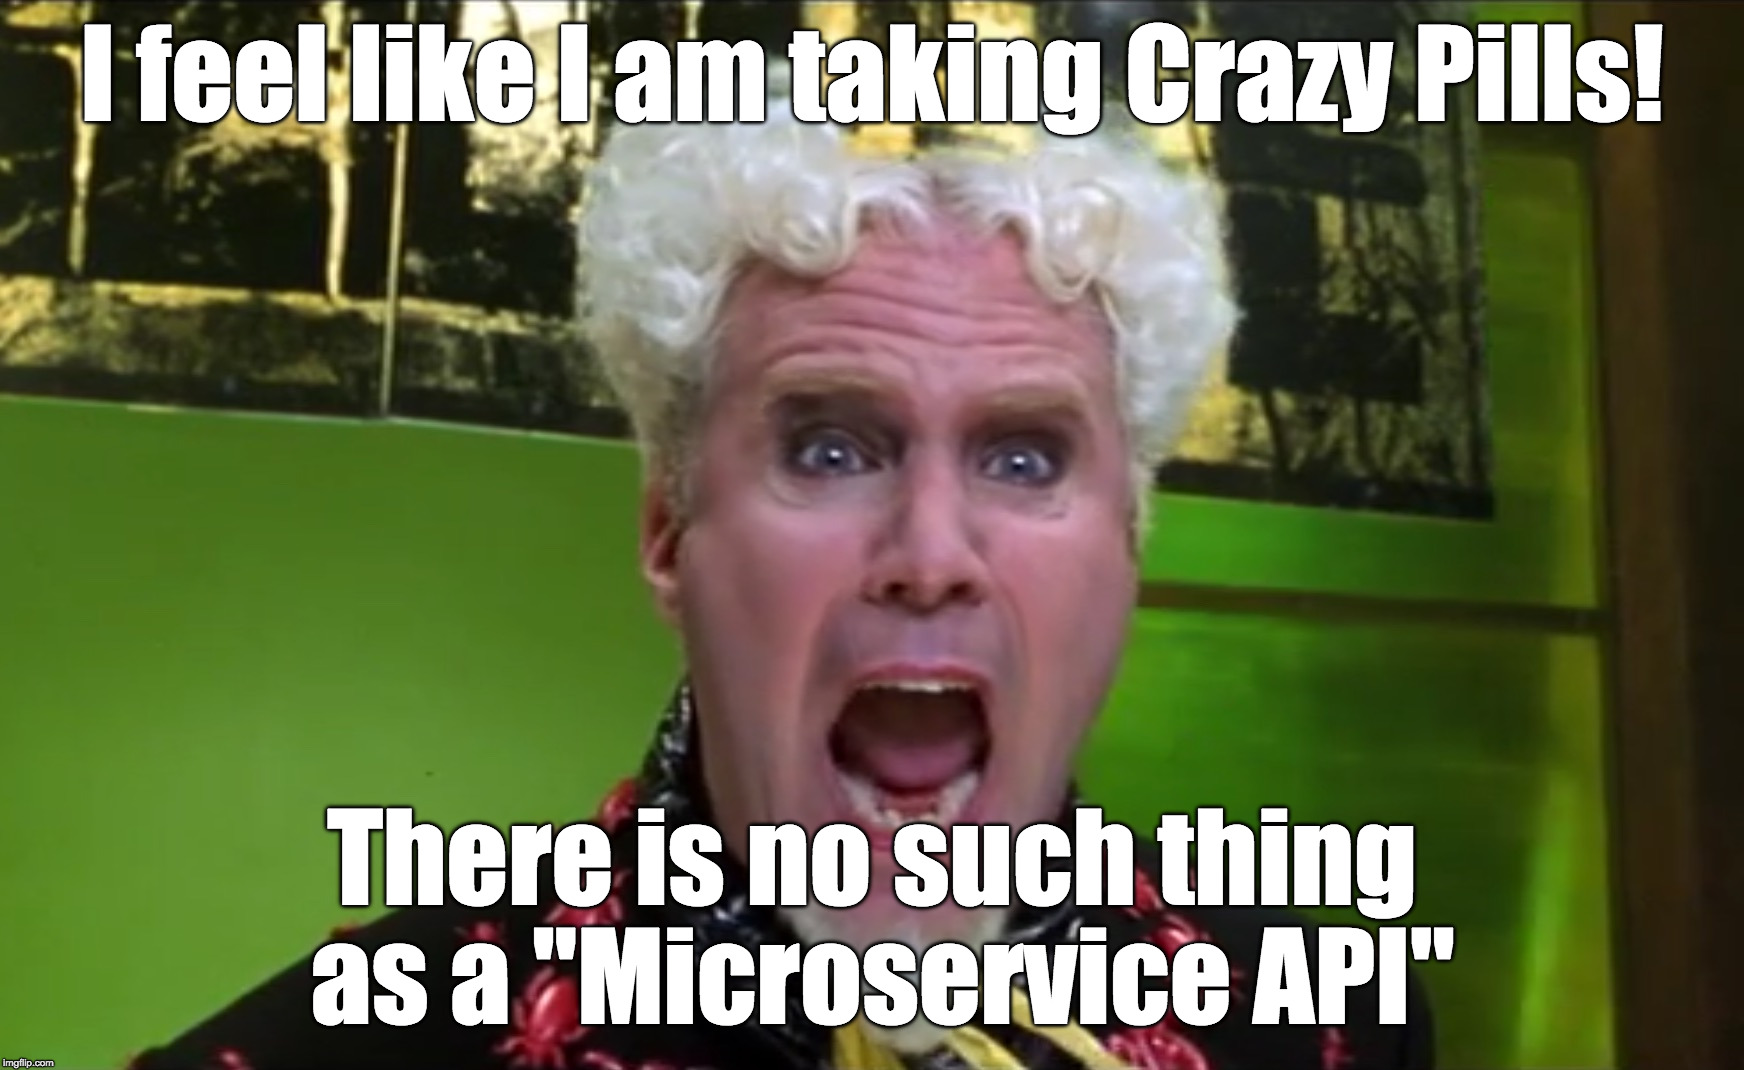 I feel like I am taking Crazy Pills!
There is no such thing
as a "Microservice API"
imgflip.com